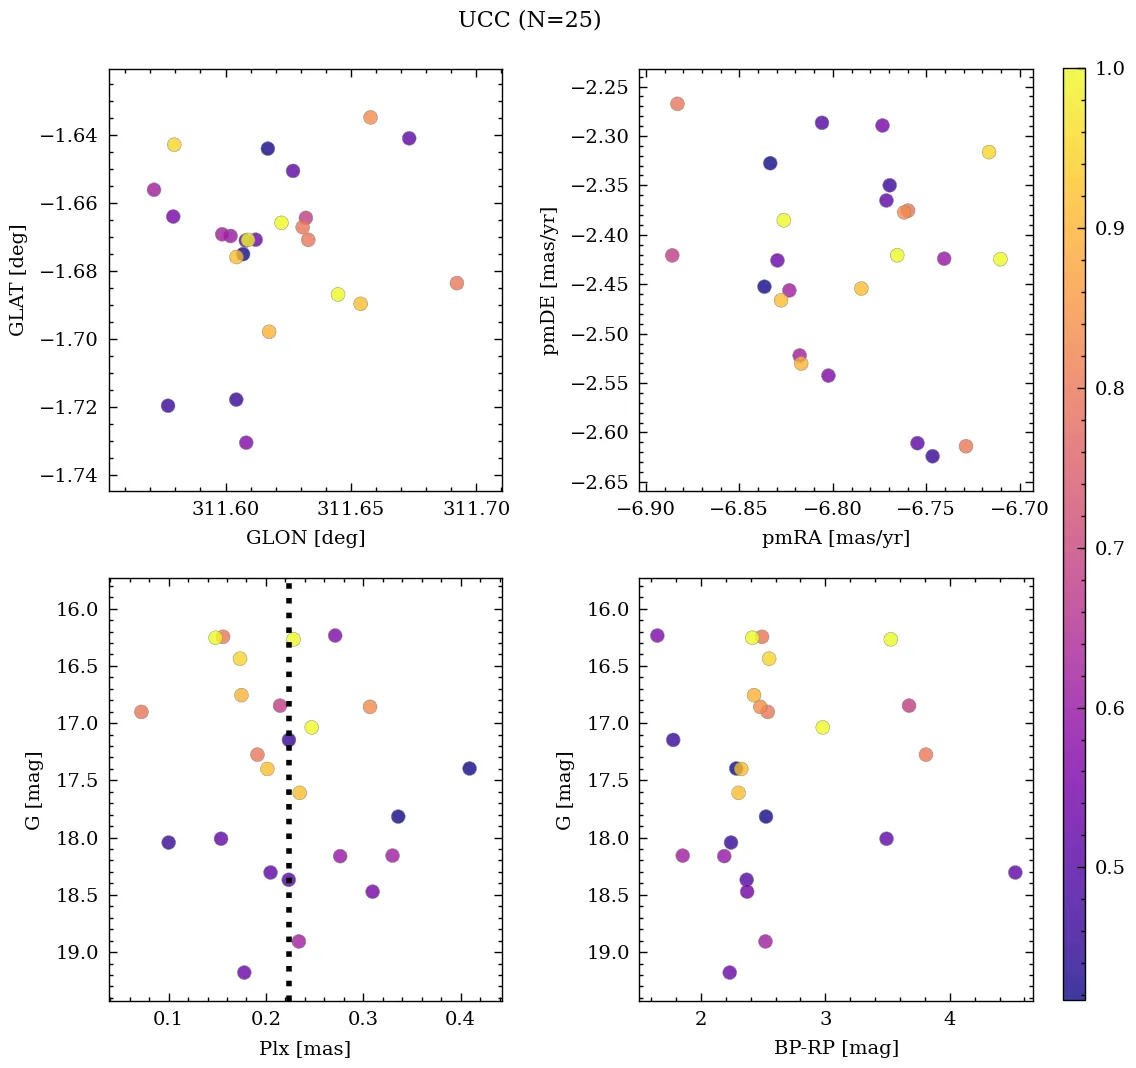 UCC (N=25)
−1.64
−1.66
−1.68
−1.70
−1.72
−1.74
GLAT [deg]
311.60 311.65 311.70
GLON [deg]
−2.25
−2.30
−2.35
−2.40
−2.45
−2.50
−2.55
−2.60
−2.65
pmDE [mas/yr]
−6.90 −6.85 −6.80 −6.75 −6.70
pmRA [mas/yr]
16.0
16.5
17.0
17.5
18.0
18.5
19.0
G [mag]
0.1 0.2 0.3 0.4
Plx [mas]
16.0
16.5
17.0
17.5
18.0
18.5
19.0
G [mag]
2 3 4
BP-RP [mag]
1.0
0.9
0.8
0.7
0.6
0.5